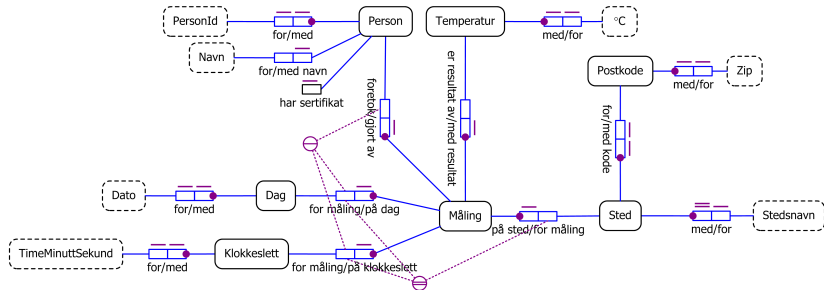 PersonId
for/med
Person
Temperatur
med/for
°C
Navn
for/med navn
har sertifikat
foretok/gjort av
er resultat av/med resultat
Postkode
med/for
Zip
for/med kode
Dato
for/med
Dag
for måling/på dag
Måling
på sted/for måling
Sted
med/for
Stedsnavn
TimeMinuttSekund
for/med
Klokkeslett
for måling/på klokkeslett